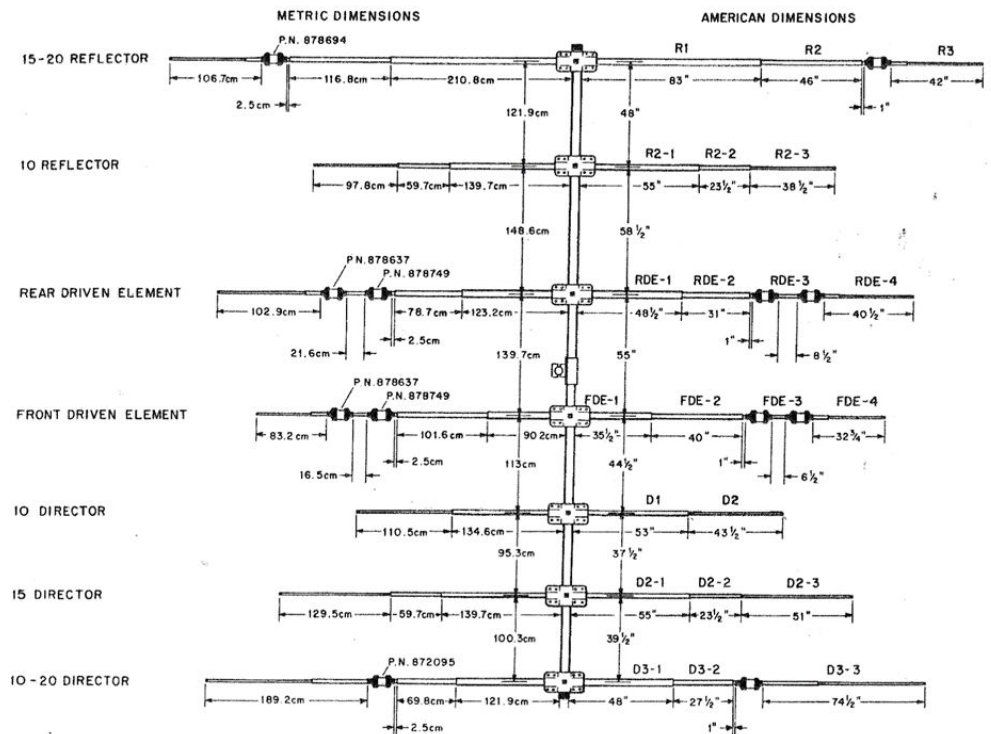 METRIC DIMENSIONS
AMERICAN DIMENSIONS
P.N. 878694
15-20 REFLECTOR
R1 R2 R3
106.7cm 116.8cm 210.8cm 83" 46" 42"
2.5cm 1"
121.9cm 48"
10 REFLECTOR
R2-1 R2-2 R2-3
97.8cm 59.7cm 139.7cm 55" 23½" 38½"
148.6cm 58½"
P.N.878637
P.N. 878749
REAR DRIVEN ELEMENT
RDE-1 RDE-2 RDE-3 RDE-4
102.9cm 78.7cm 123.2cm 48½" 31" 40½"
2.5cm 1"
21.6cm 139.7cm 55" 8½"
P.N.878637
P.N.878749
FRONT DRIVEN ELEMENT
FDE-1 FDE-2 FDE-3 FDE-4
83.2cm 101.6cm 90.2cm 35½" 40" 32¾"
2.5cm 113cm 44½" 1"
16.5cm 6½"
10 DIRECTOR
D1 D2
110.5cm 134.6cm 53" 43½"
95.3cm 37½"
15 DIRECTOR
D2-1 D2-2 D2-3
129.5cm 59.7cm 139.7cm 55" 23½" 51"
100.3cm 39½"
P.N. 872095
10-20 DIRECTOR
D3-1 D3-2 D3-3
189.2cm 69.8cm 121.9cm 48" 27½" 74½"
2.5cm 1"